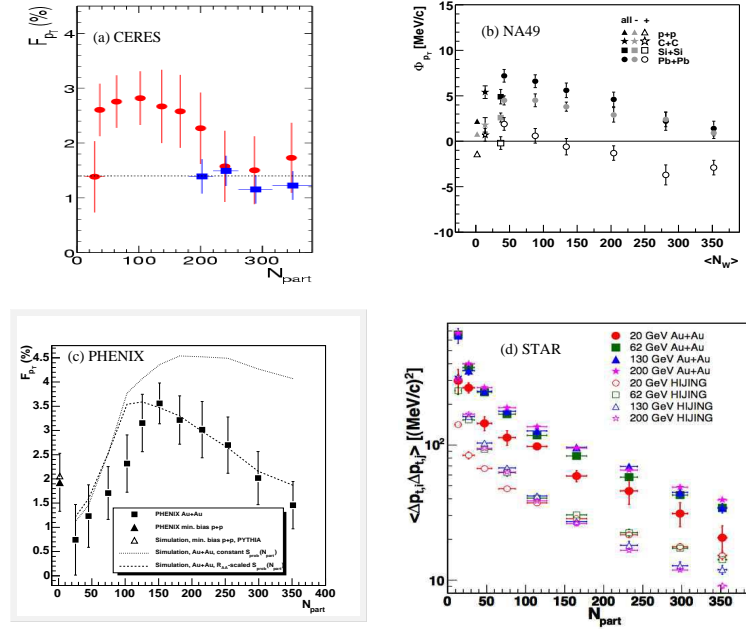 F_pT (%)
(a) CERES
4
3
2
1
0
0 100 200 300 400
N_part
(b) NA49
Φ_pT [MeV/c]
all - +
p+p
C+C
Si+Si
Pb+Pb
10
5
0
-5
-10
0 50 100 150 200 250 300 350
<N_W>
(c) PHENIX
F_pT (%)
4.5
4
3.5
3
2.5
2
1.5
1
0.5
0
PHENIX Au+Au
PHENIX min. bias p+p
Simulation, min. bias p+p, PYTHIA
Simulation, Au+Au, constant S_prob(N_part)
Simulation, Au+Au, R_AA-scaled S_prob(N_part)
0 50 100 150 200 250 300 350
N_part
(d) STAR
<Δp_t,i Δp_t,j> [(MeV/c)²]
20 GeV Au+Au
62 GeV Au+Au
130 GeV Au+Au
200 GeV Au+Au
20 GeV HIJING
62 GeV HIJING
130 GeV HIJING
200 GeV HIJING
10²
10
0 50 100 150 200 250 300 350
N_part